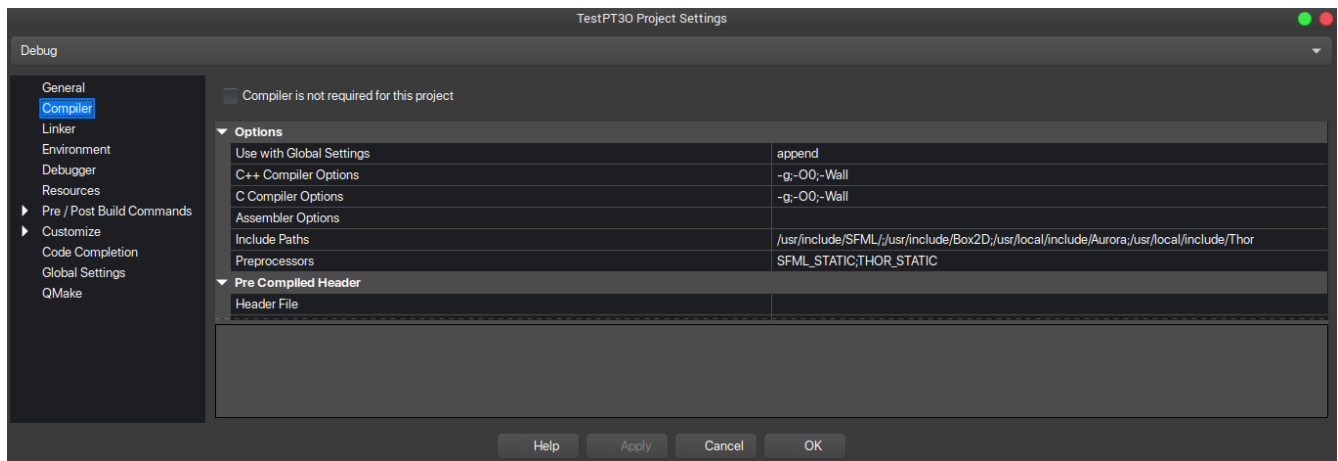 TestPT3O Project Settings
Debug
General
Compiler
Linker
Environment
Debugger
Resources
Pre / Post Build Commands
Customize
Code Completion
Global Settings
QMake
Compiler is not required for this project
Options
Use with Global Settings append
C++ Compiler Options -g;-O0;-Wall
C Compiler Options -g;-O0;-Wall
Assembler Options
Include Paths /usr/include/SFML/;/usr/include/Box2D;/usr/local/include/Aurora;/usr/local/include/Thor
Preprocessors SFML_STATIC;THOR_STATIC
Pre Compiled Header
Header File
Help Apply Cancel OK